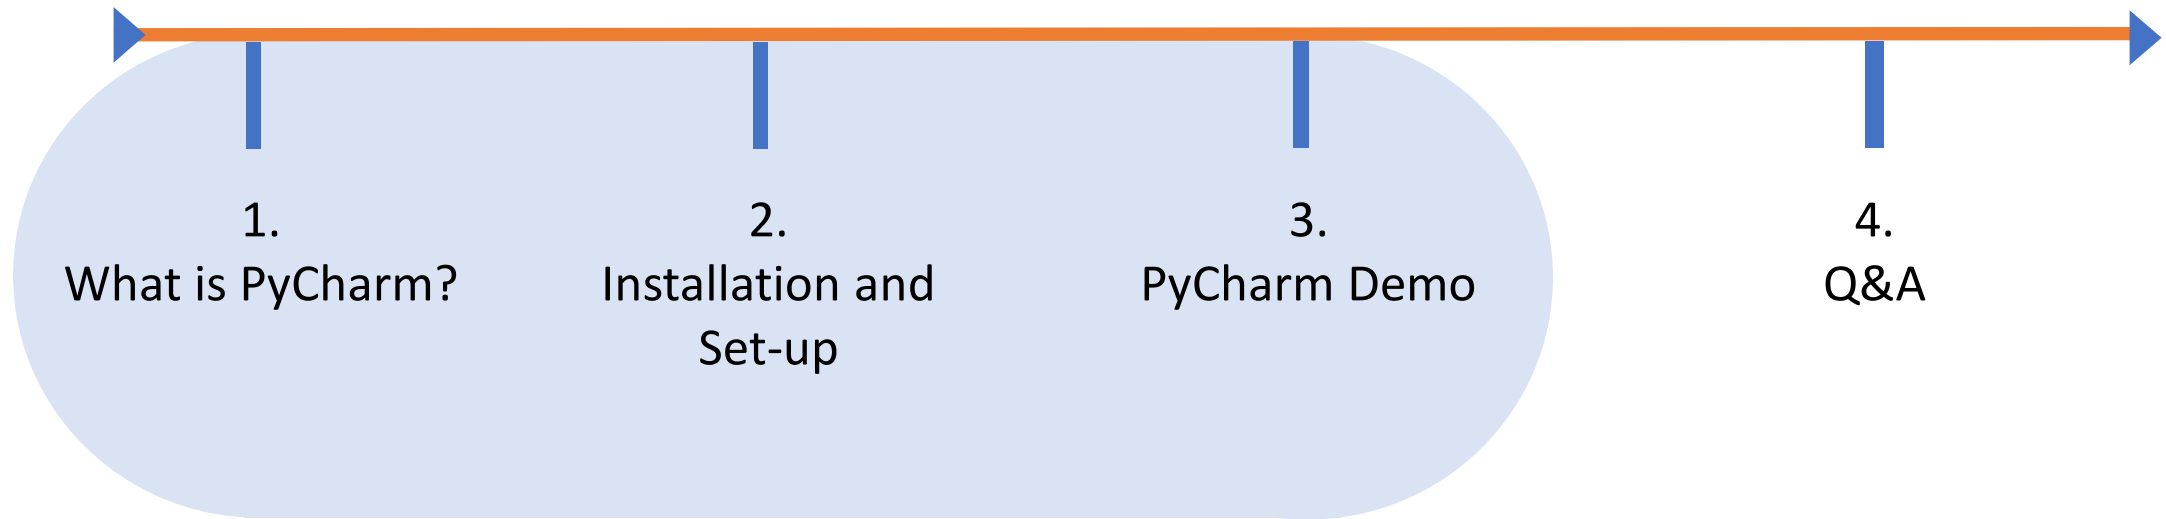 1.
What is PyCharm?
2.
Installation and
Set-up
3.
PyCharm Demo
4.
Q&A